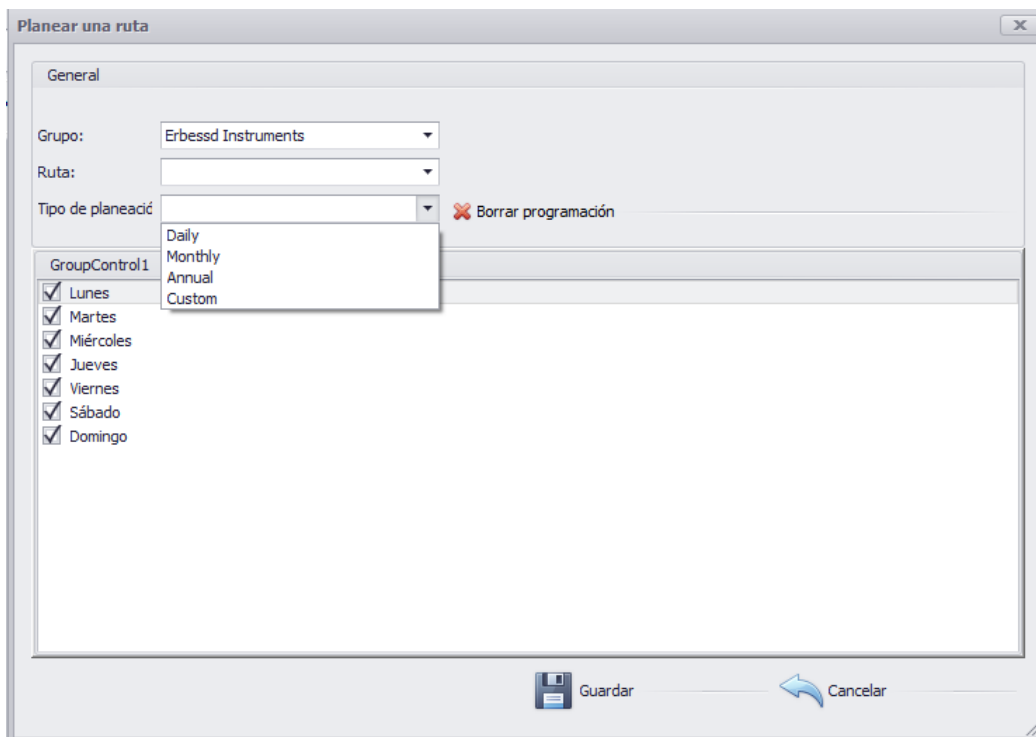 Planear una ruta
General
Grupo: Erbessd Instruments
Ruta:
Tipo de planeació
Borrar programación
Daily
Monthly
Annual
Custom
GroupControl1
Lunes
Martes
Miércoles
Jueves
Viernes
Sábado
Domingo
Guardar
Cancelar